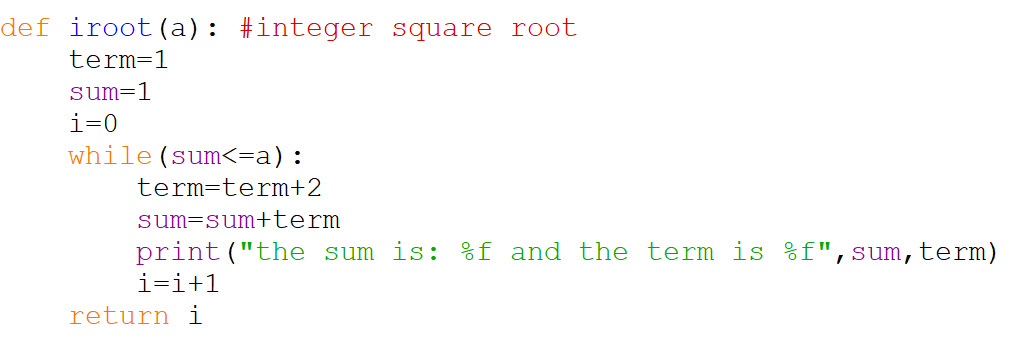 def iroot(a): #integer square root
    term=1
    sum=1
    i=0
    while(sum<=a):
        term=term+2
        sum=sum+term
        print("the sum is: %f and the term is %f",sum,term)
        i=i+1
    return i